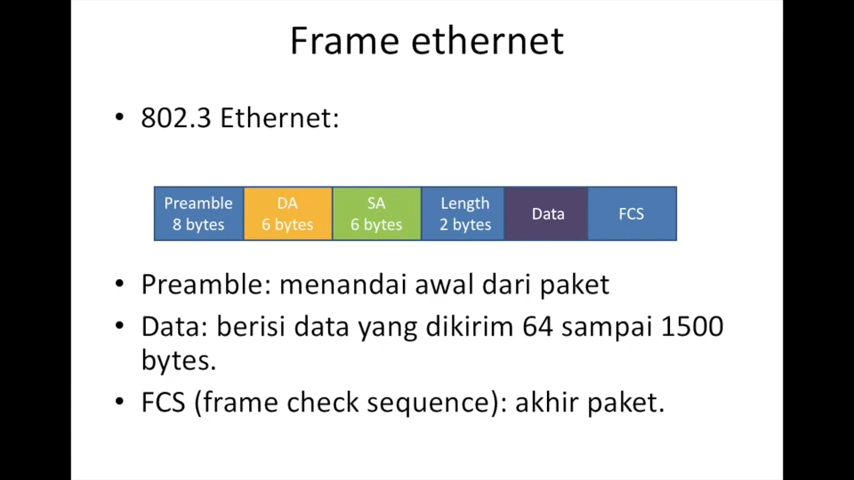 Frame ethernet
• 802.3 Ethernet:
Preamble
8 bytes
DA
6 bytes
SA
6 bytes
Length
2 bytes
Data
FCS
• Preamble: menandai awal dari paket
• Data: berisi data yang dikirim 64 sampai 1500
bytes.
• FCS (frame check sequence): akhir paket.